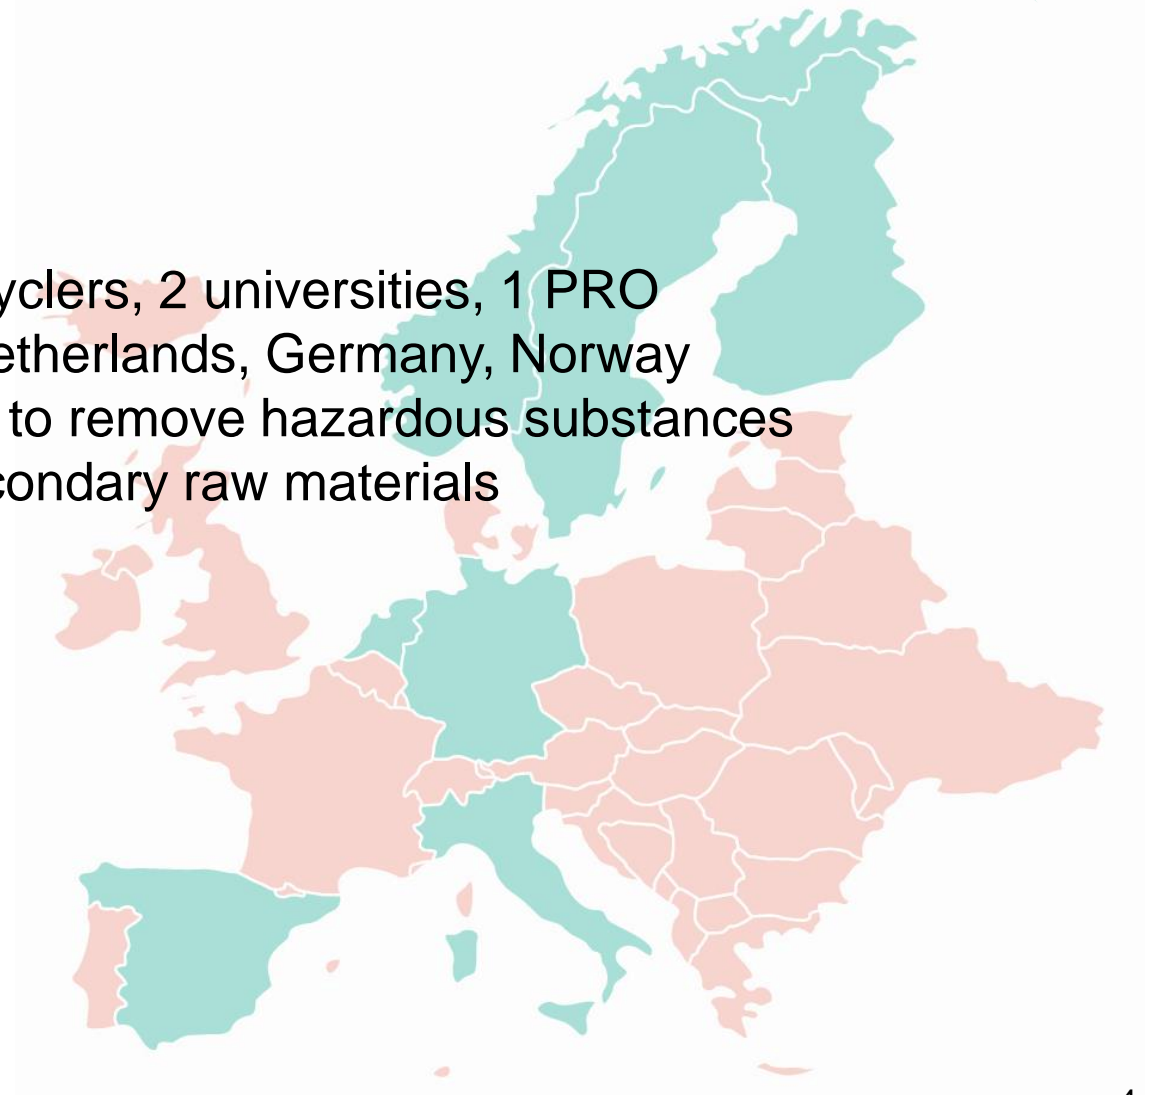 yclers, 2 universities, 1 PRO
etherlands, Germany, Norway
to remove hazardous substances
condary raw materials